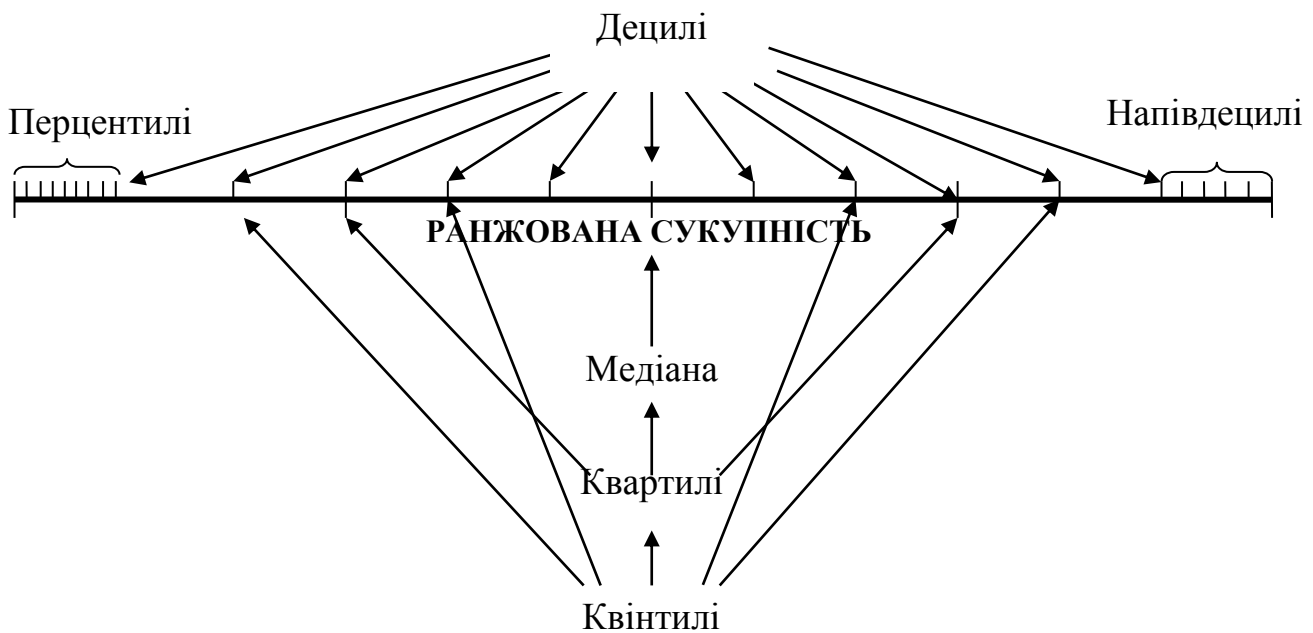 Децилі
Перцентилі
Напівдецилі
РАНЖОВАНА СУКУПНІСТЬ
Медіана
Квартилі
Квінтилі